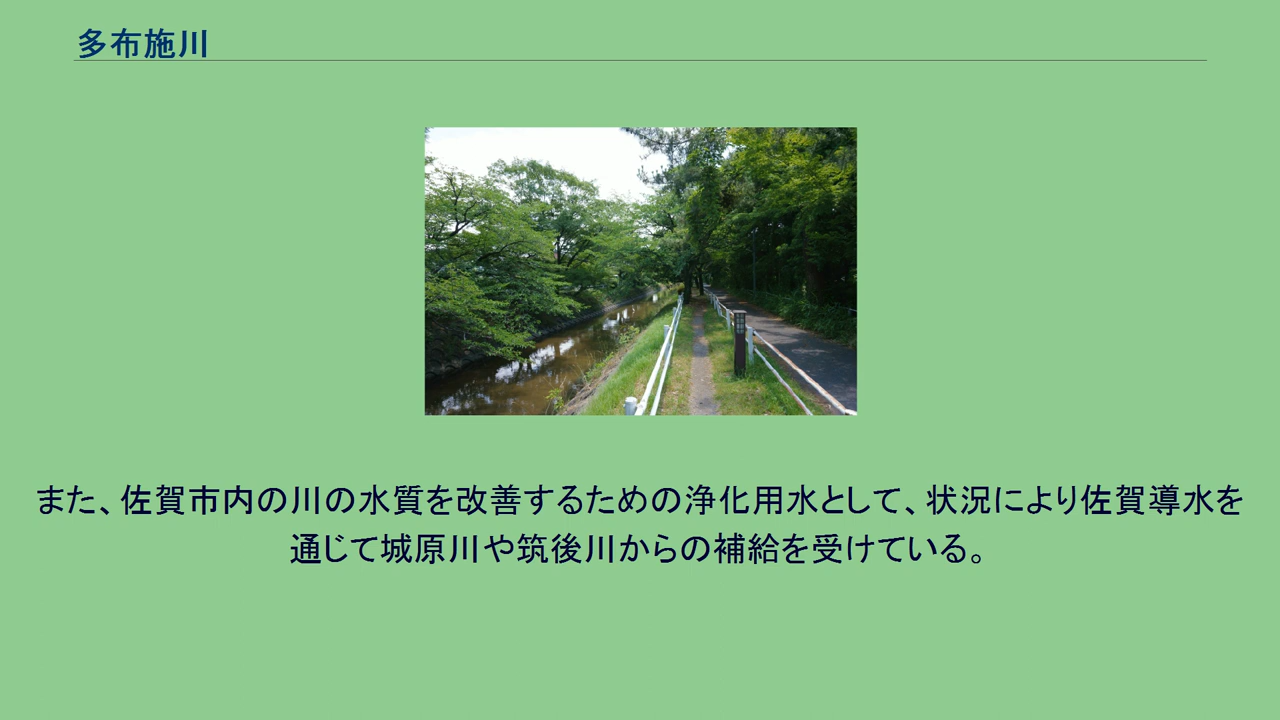 多布施川
また、佐賀市内の川の水質を改善するための浄化用水として、状況により佐賀導水を
通じて城原川や筑後川からの補給を受けている。